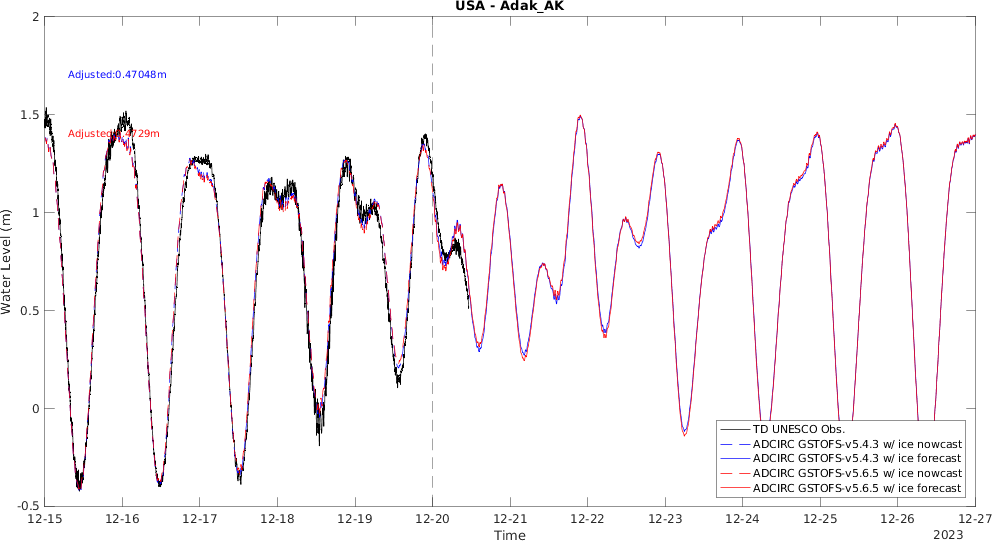 USA - Adak_AK
2
1.5
1
0.5
0
-0.5
Water Level (m)
Adjusted:0.47048m
12-15
12-16
12-17
12-18
12-19
12-20
12-21
12-22
12-23
12-24
12-25
12-26
12-27
Time
2023
TD UNESCO Obs.
ADCIRC GSTOFS-v5.4.3 w/ ice nowcast
ADCIRC GSTOFS-v5.4.3 w/ ice forecast
ADCIRC GSTOFS-v5.6.5 w/ ice nowcast
ADCIRC GSTOFS-v5.6.5 w/ ice forecast